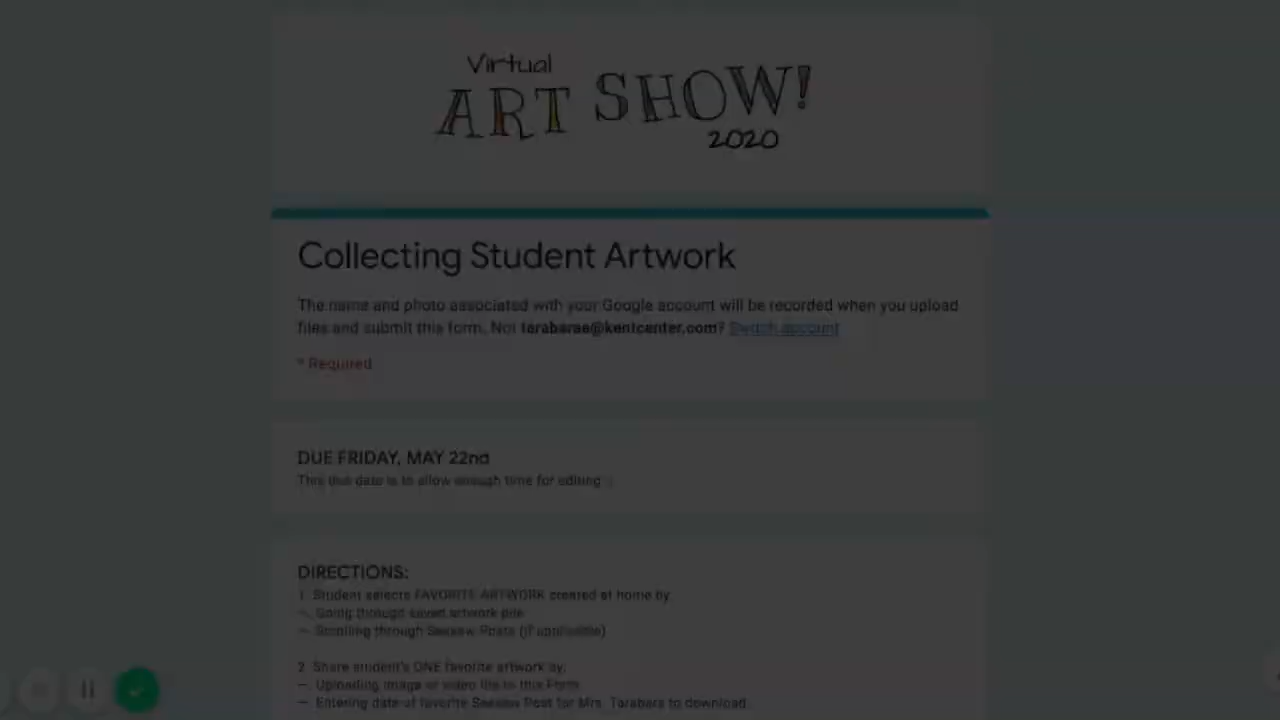 Virtual
ART SHOW!
2020
Collecting Student Artwork
The name and photo associated with your Google account will be recorded when you upload
files and submit this form. Not tarabarae@kentcenter.com? Switch account
* Required
DUE FRIDAY, MAY 22nd
This due date is to allow enough time for editing
DIRECTIONS:
1. Student selects FAVORITE ARTWORK created at home by
— Going through saved artwork pile
— Scrolling through Seesaw Posts (if applicable)
2. Share student's ONE favorite artwork by:
— Uploading image or video file to this Form
— Entering date of favorite Seesaw Post for Mrs. Tarabara to download